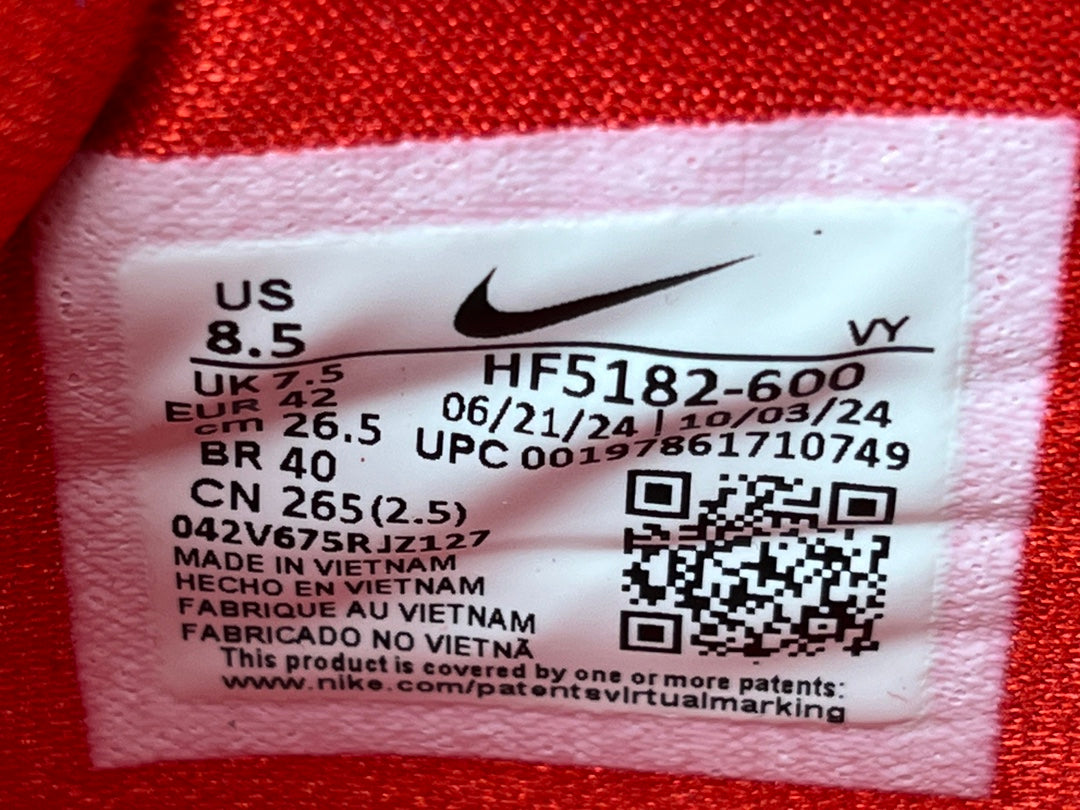 US
8.5
VY
UK 7.5
EUR 42
cm 26.5
BR 40
CN 265(2.5)
HF5182-600
06/21/24 | 10/03/24
UPC 00197861710749
042V675RJZ127
MADE IN VIETNAM
HECHO EN VIETNAM
FABRIQUE AU VIETNAM
FABRICADO NO VIETNÃ
This product is covered by one or more patents:
www.nike.com/patentsvirtualmarking